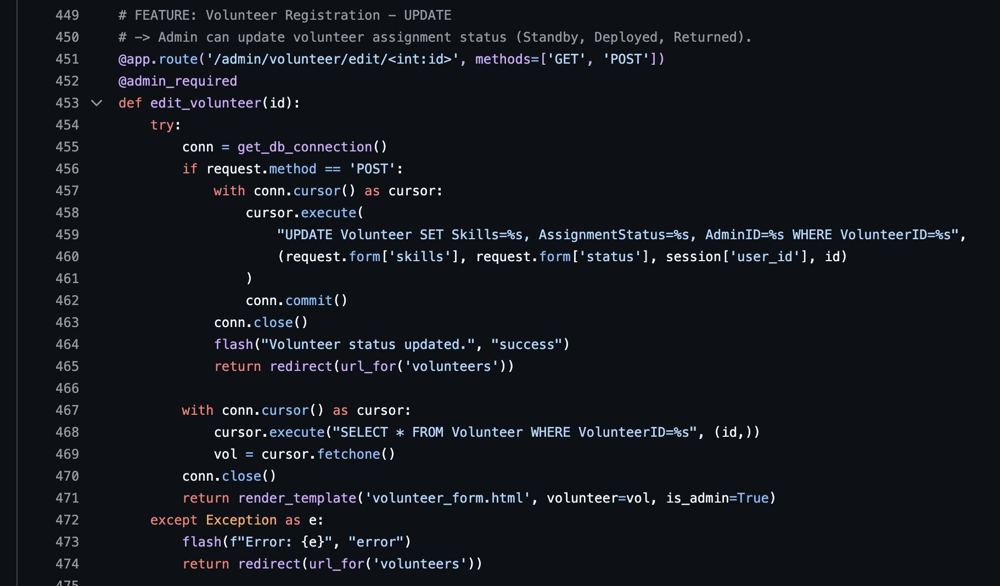 449 # FEATURE: Volunteer Registration – UPDATE
450 # –> Admin can update volunteer assignment status (Standby, Deployed, Returned).
451 @app.route('/admin/volunteer/edit/<int:id>', methods=['GET', 'POST'])
452 @admin_required
453 def edit_volunteer(id):
454     try:
455         conn = get_db_connection()
456         if request.method == 'POST':
457             with conn.cursor() as cursor:
458                 cursor.execute(
459                     "UPDATE Volunteer SET Skills=%s, AssignmentStatus=%s, AdminID=%s WHERE VolunteerID=%s",
460                     (request.form['skills'], request.form['status'], session['user_id'], id)
461                 )
462                 conn.commit()
463             conn.close()
464             flash("Volunteer status updated.", "success")
465             return redirect(url_for('volunteers'))
466
467         with conn.cursor() as cursor:
468             cursor.execute("SELECT * FROM Volunteer WHERE VolunteerID=%s", (id,))
469             vol = cursor.fetchone()
470         conn.close()
471         return render_template('volunteer_form.html', volunteer=vol, is_admin=True)
472     except Exception as e:
473         flash(f"Error: {e}", "error")
474         return redirect(url_for('volunteers'))
475